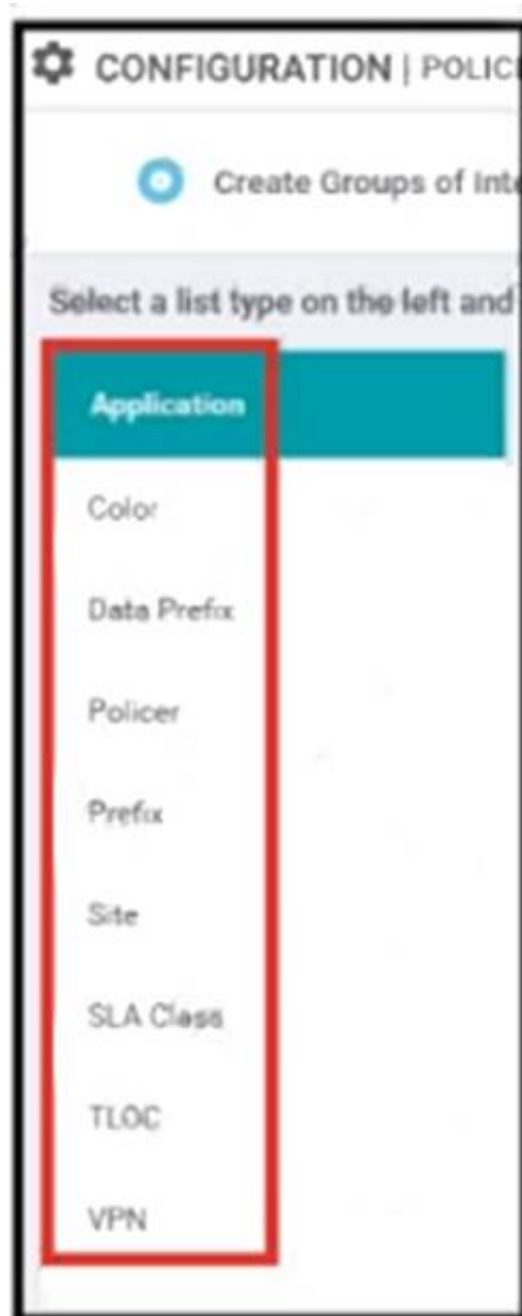 CONFIGURATION | POLIC
Create Groups of Inte
Select a list type on the left and
Application
Color
Data Prefix
Policer
Prefix
Site
SLA Class
TLOC
VPN